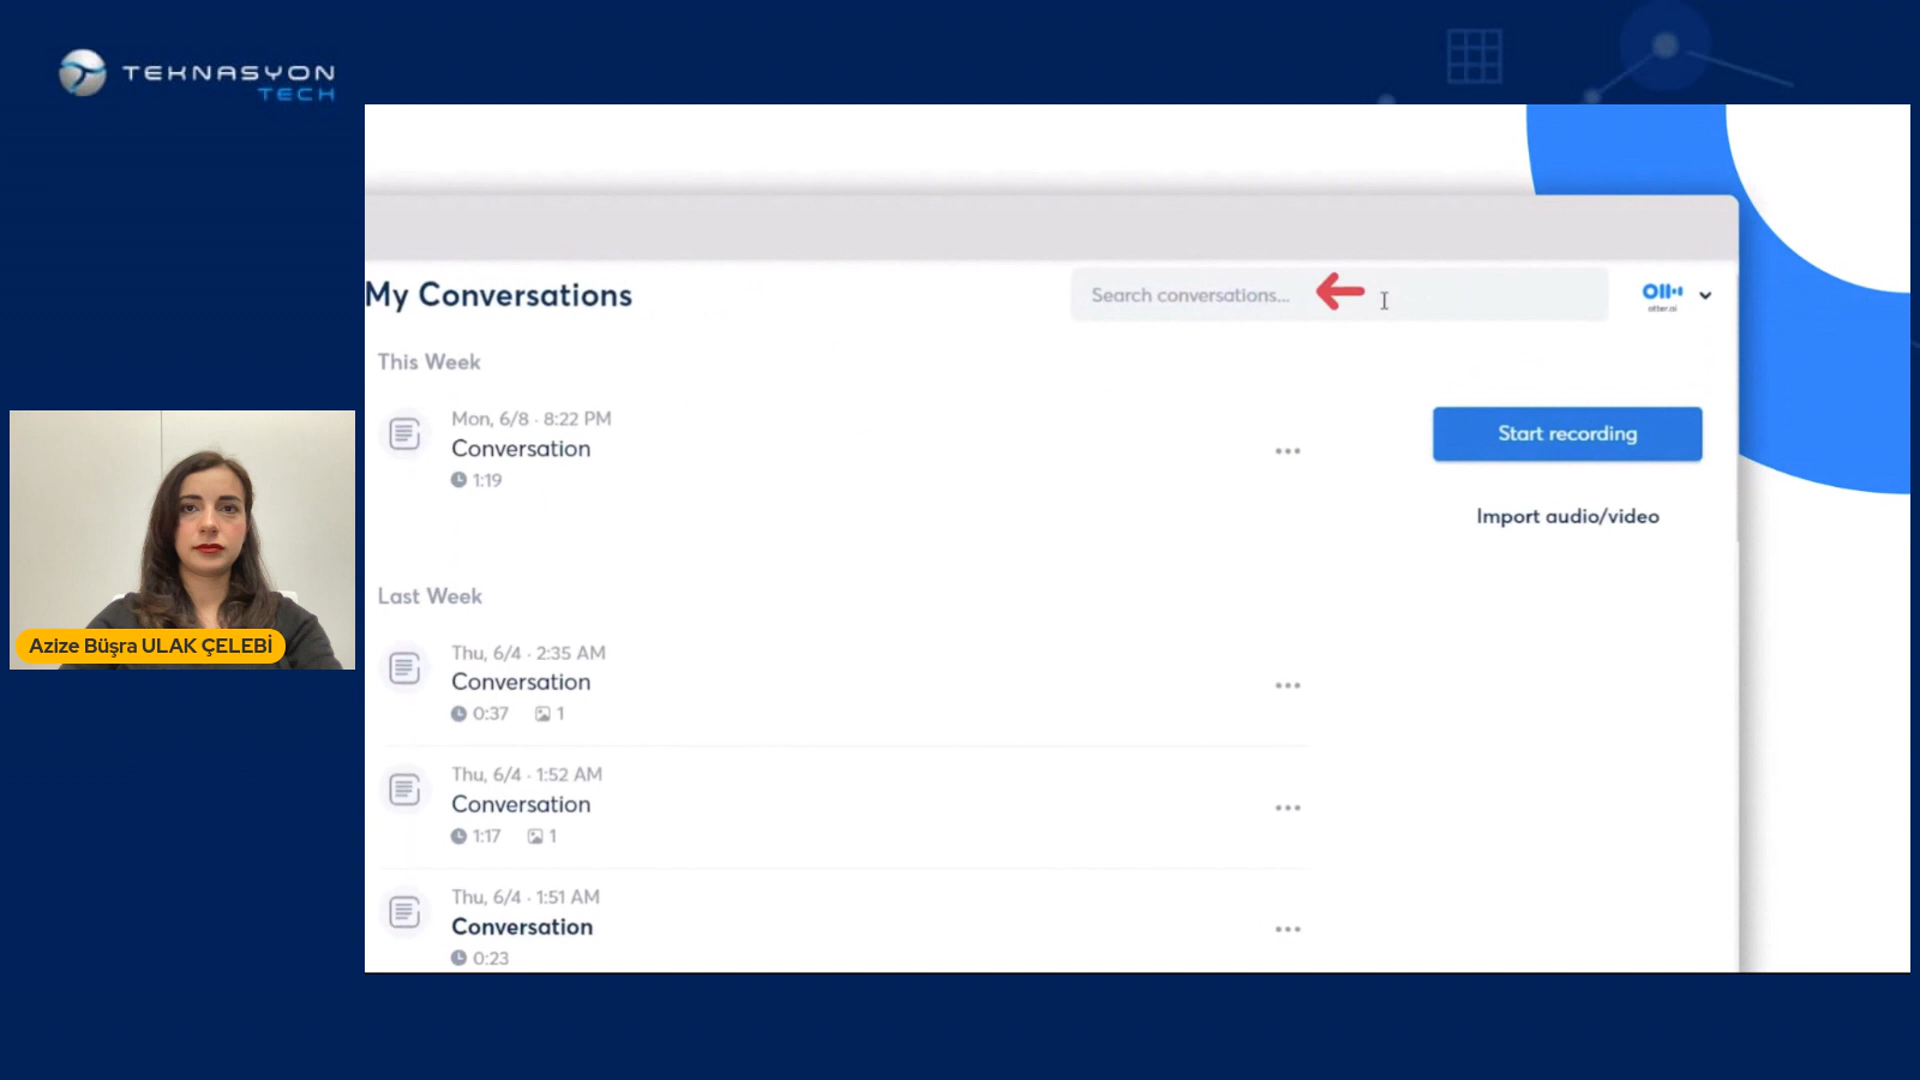 TEKNASYON
TECH
My Conversations
Search conversations...
otter.ai
This Week
Mon, 6/8 · 8:22 PM
Conversation
1:19
Start recording
Import audio/video
Last Week
Thu, 6/4 · 2:35 AM
Conversation
0:37 1
Thu, 6/4 · 1:52 AM
Conversation
1:17 1
Thu, 6/4 · 1:51 AM
Conversation
0:23
Azize Büşra ULAK ÇELEBİ